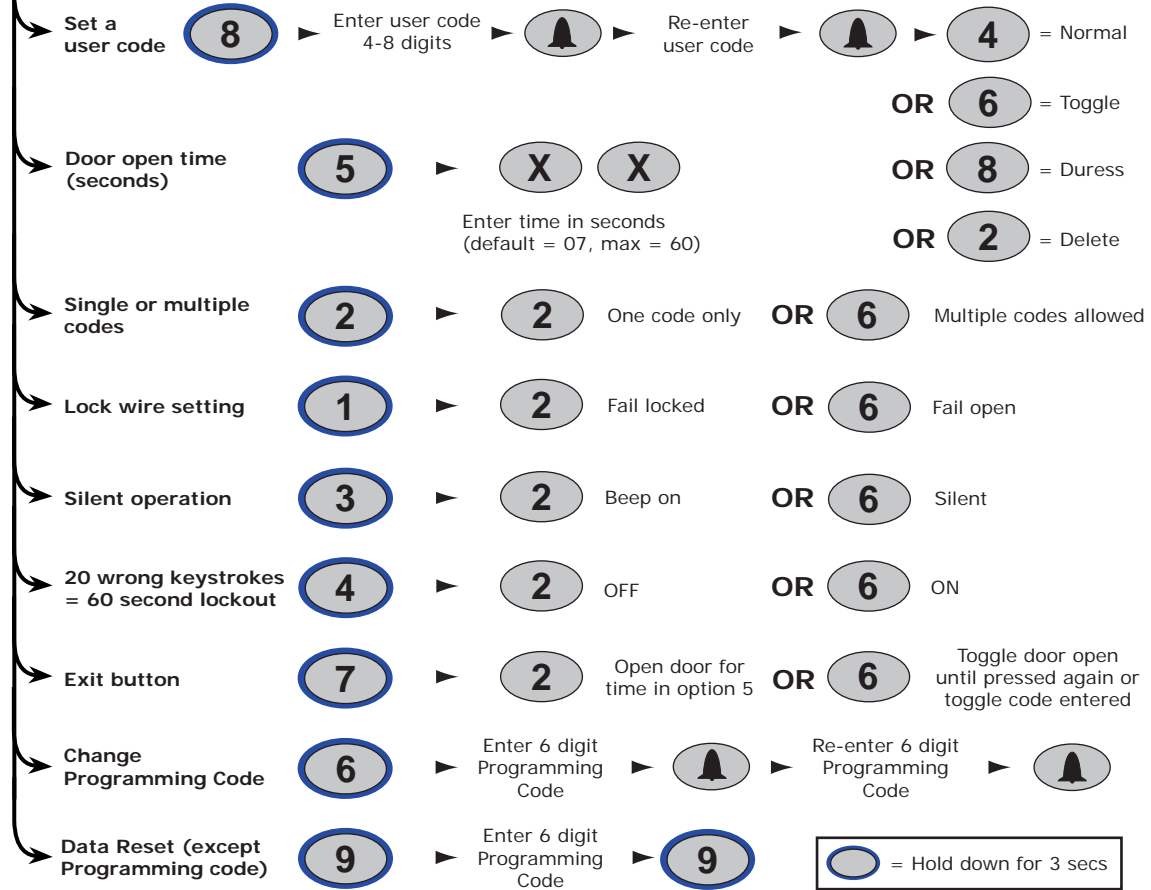 Set a
user code
8
Enter user code
4-8 digits
Re-enter
user code
4
= Normal
OR
6
= Toggle
Door open time
(seconds)
5
X X
Enter time in seconds
(default = 07, max = 60)
OR
8
= Duress
OR
2
= Delete
Single or multiple
codes
2
2
One code only
OR
6
Multiple codes allowed
Lock wire setting
1
2
Fail locked
OR
6
Fail open
Silent operation
3
2
Beep on
OR
6
Silent
20 wrong keystrokes
= 60 second lockout
4
2
OFF
OR
6
ON
Exit button
7
2
Open door for
time in option 5
OR
6
Toggle door open
until pressed again or
toggle code entered
Change
Programming Code
6
Enter 6 digit
Programming
Code
Re-enter 6 digit
Programming
Code
Data Reset (except
Programming code)
9
Enter 6 digit
Programming
Code
9
= Hold down for 3 secs